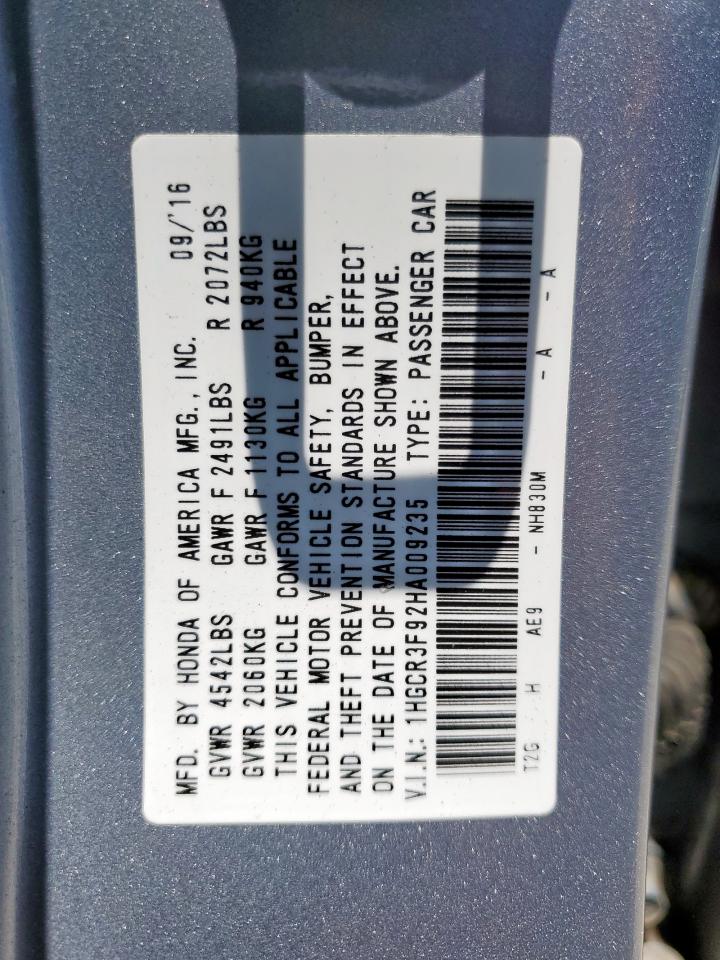 MFD. BY HONDA OF AMERICA MFG., INC. 09/'16
GVWR 4542LBS GAWR F 2491LBS R 2072LBS
GVWR 2060KG GAWR F 1130KG R 940KG
THIS VEHICLE CONFORMS TO ALL APPLICABLE
FEDERAL MOTOR VEHICLE SAFETY, BUMPER,
AND THEFT PREVENTION STANDARDS IN EFFECT
ON THE DATE OF MANUFACTURE SHOWN ABOVE.
V.I.N.: 1HGCR3F92HA009235 TYPE: PASSENGER CAR
T2G H AE9 - NH830M - A - A